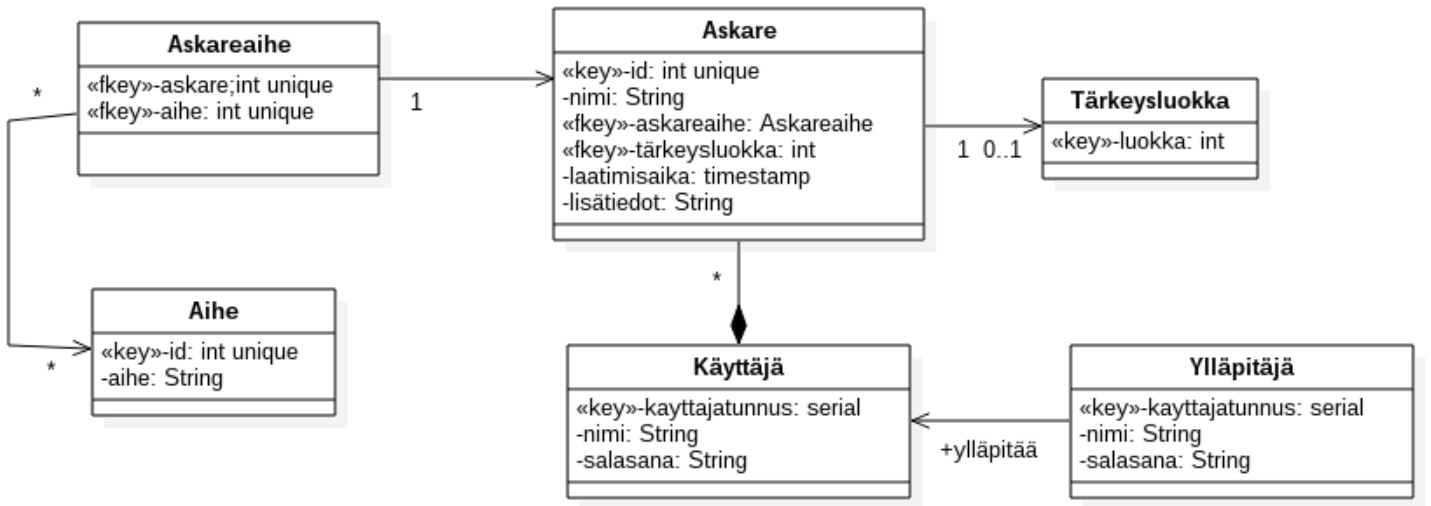 Askareaihe
«fkey»-askare;int unique
«fkey»-aihe: int unique
*
*
1
Askare
«key»-id: int unique
-nimi: String
«fkey»-askareaihe: Askareaihe
«fkey»-tärkeysluokka: int
-laatimisaika: timestamp
-lisätiedot: String
1 0..1
Tärkeysluokka
«key»-luokka: int
*
Aihe
«key»-id: int unique
-aihe: String
Käyttäjä
«key»-kayttajatunnus: serial
-nimi: String
-salasana: String
+ylläpitää
Ylläpitäjä
«key»-kayttajatunnus: serial
-nimi: String
-salasana: String